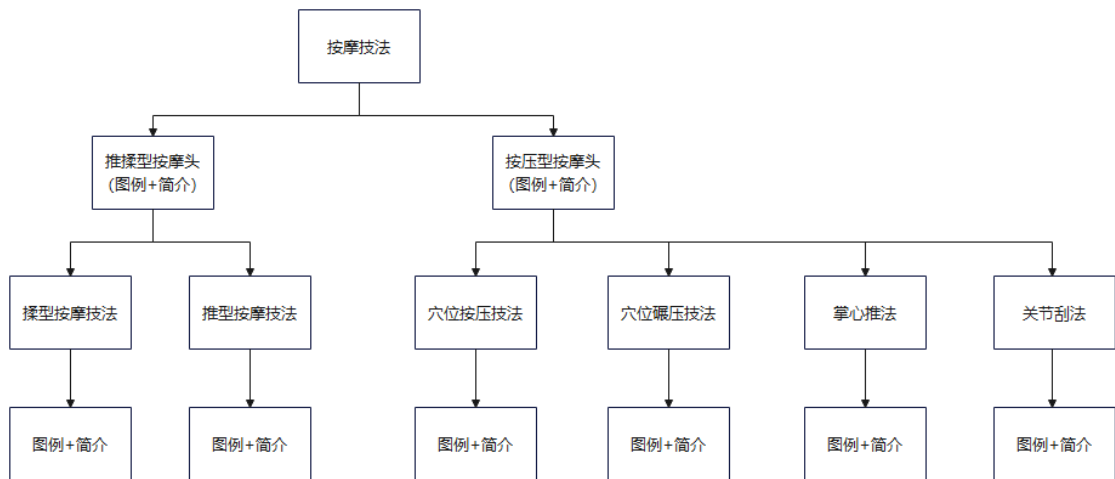 按摩技法
推揉型按摩头
（图例+简介）
按压型按摩头
（图例+简介）
揉型按摩技法
推型按摩技法
穴位按压技法
穴位碾压技法
掌心推法
关节刮法
图例+简介
图例+简介
图例+简介
图例+简介
图例+简介
图例+简介